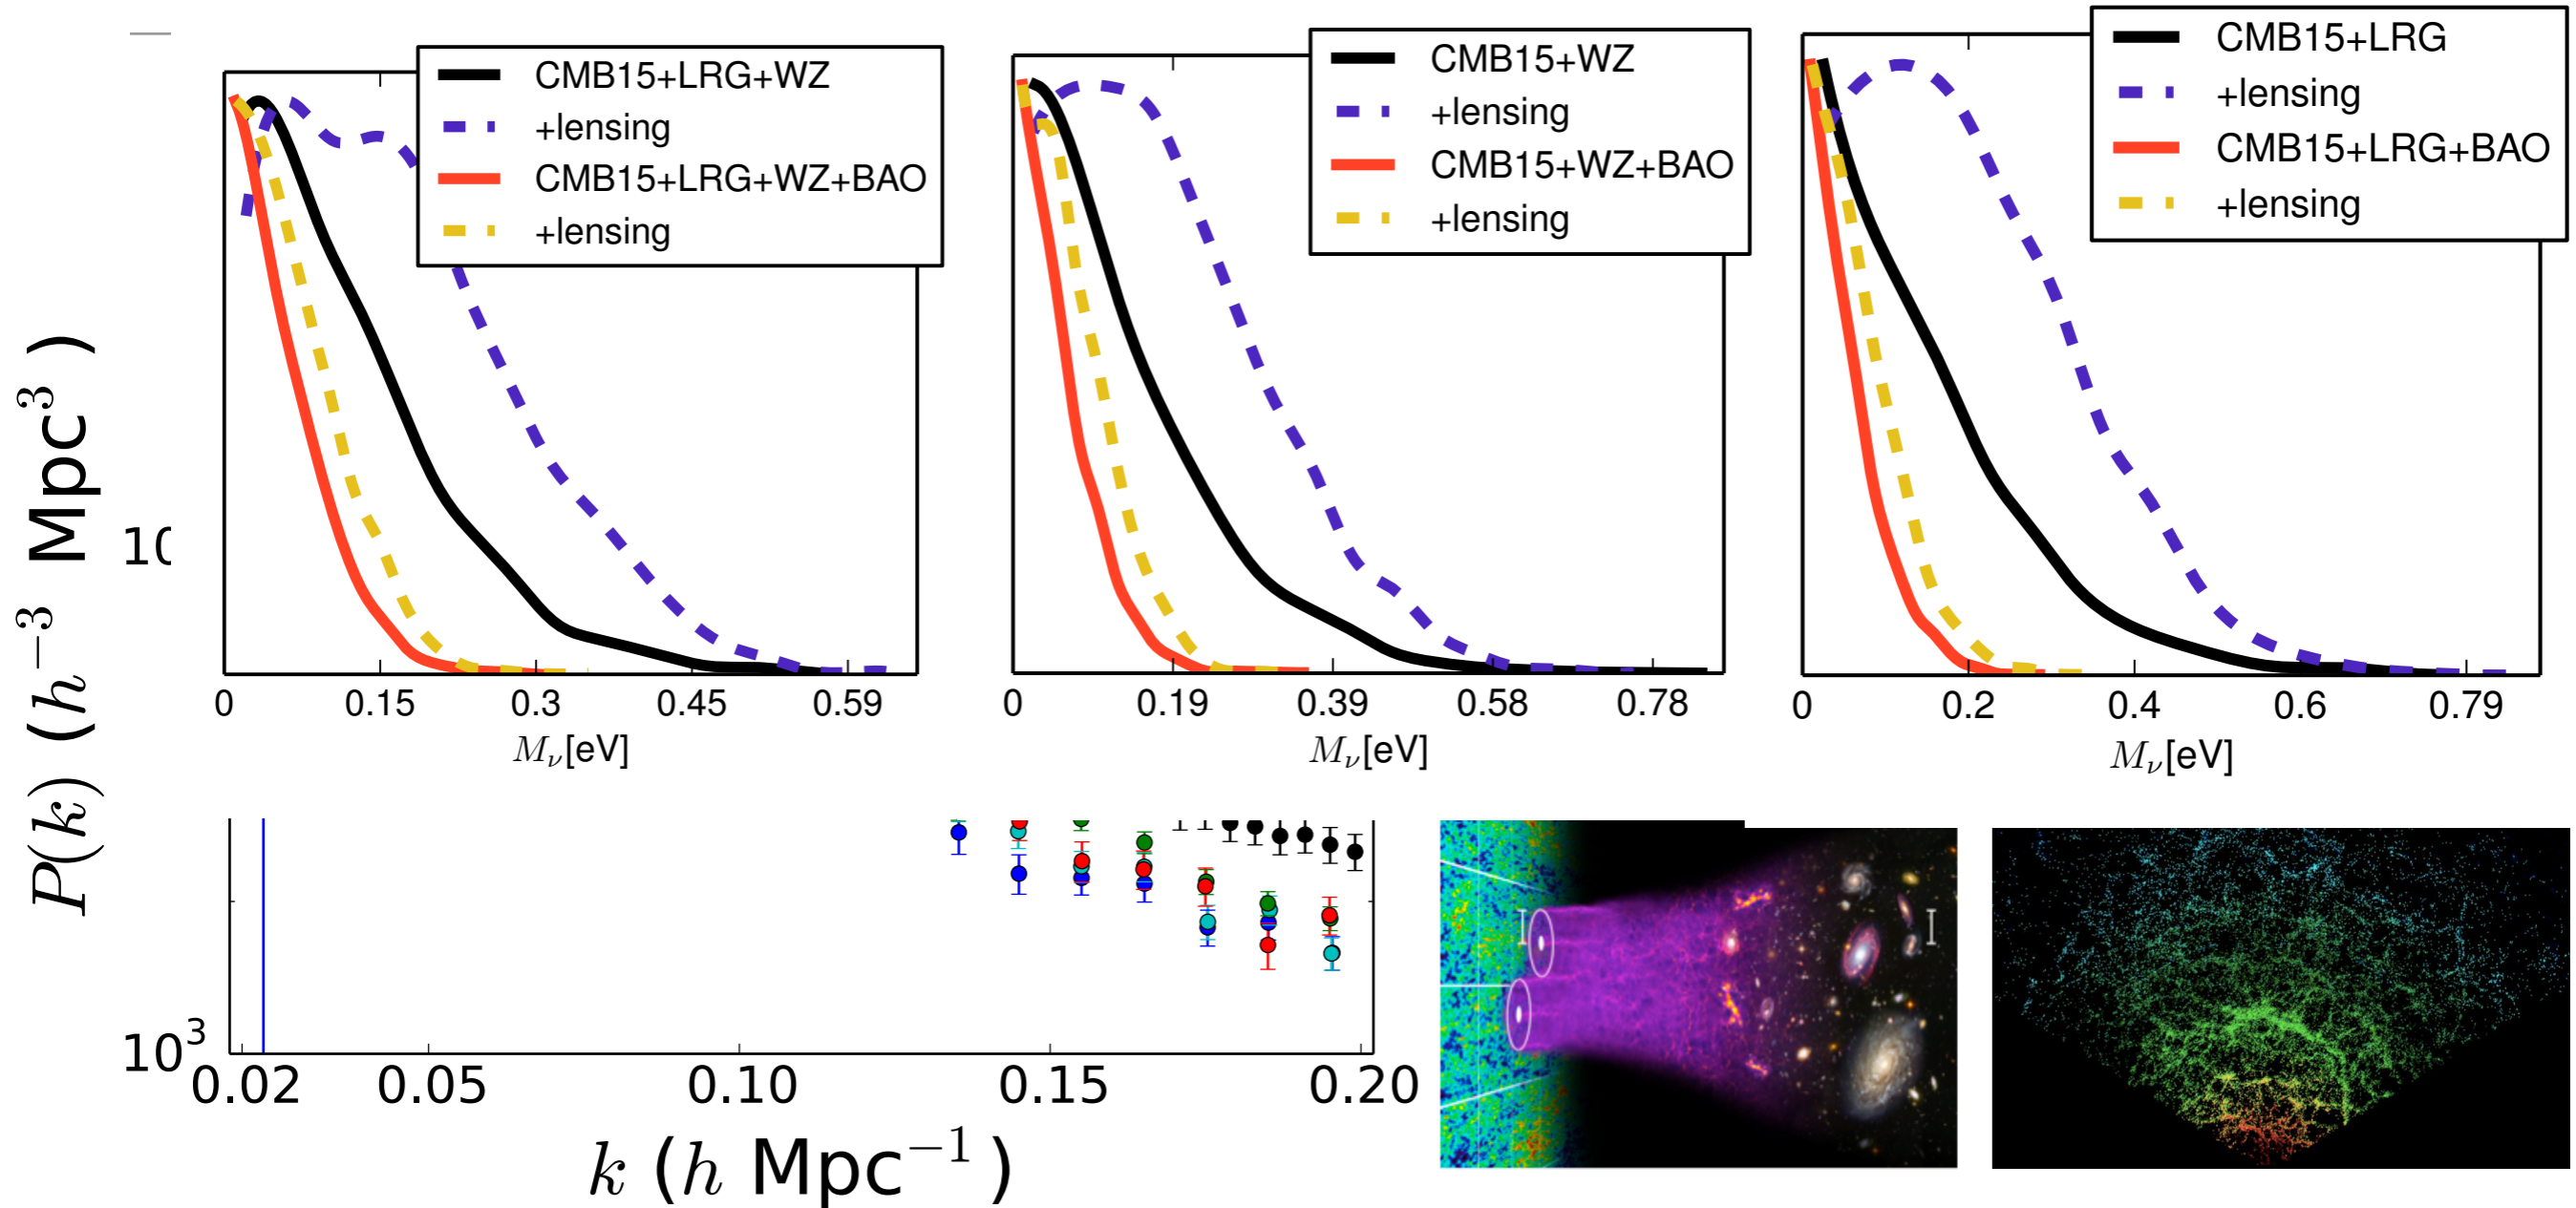 CMB15+LRG+WZ
+lensing
CMB15+LRG+WZ+BAO
+lensing
0 0.15 0.3 0.45 0.59
M_ν[eV]
CMB15+WZ
+lensing
CMB15+WZ+BAO
+lensing
0 0.19 0.39 0.58 0.78
M_ν[eV]
CMB15+LRG
+lensing
CMB15+LRG+BAO
+lensing
0 0.2 0.4 0.6 0.79
M_ν[eV]
P(k) (h⁻³ Mpc³)
10³
0.02 0.05 0.10 0.15 0.20
k (h Mpc⁻¹)